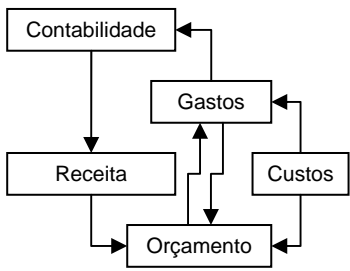 Contabilidade
Gastos
Receita
Custos
Orçamento